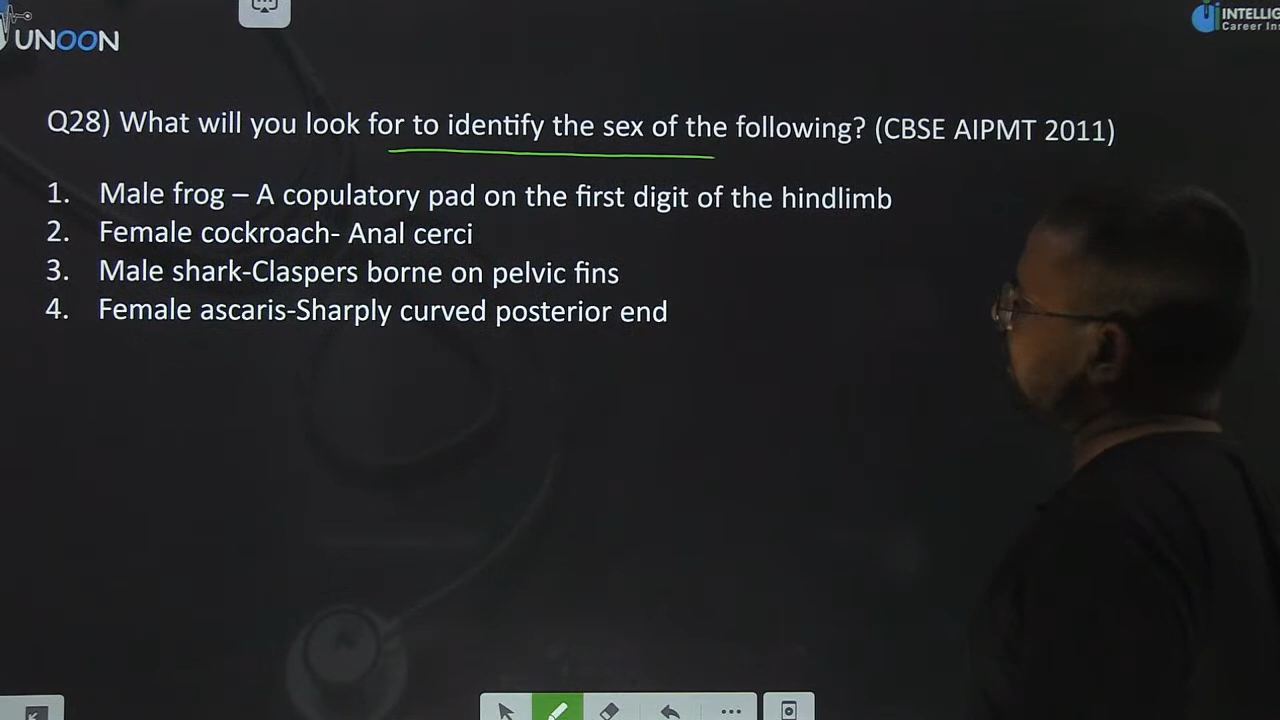 UNOON
INTELLIG
Career Ins
Q28) What will you look for to identify the sex of the following? (CBSE AIPMT 2011)
1. Male frog – A copulatory pad on the first digit of the hindlimb
2. Female cockroach- Anal cerci
3. Male shark-Claspers borne on pelvic fins
4. Female ascaris-Sharply curved posterior end